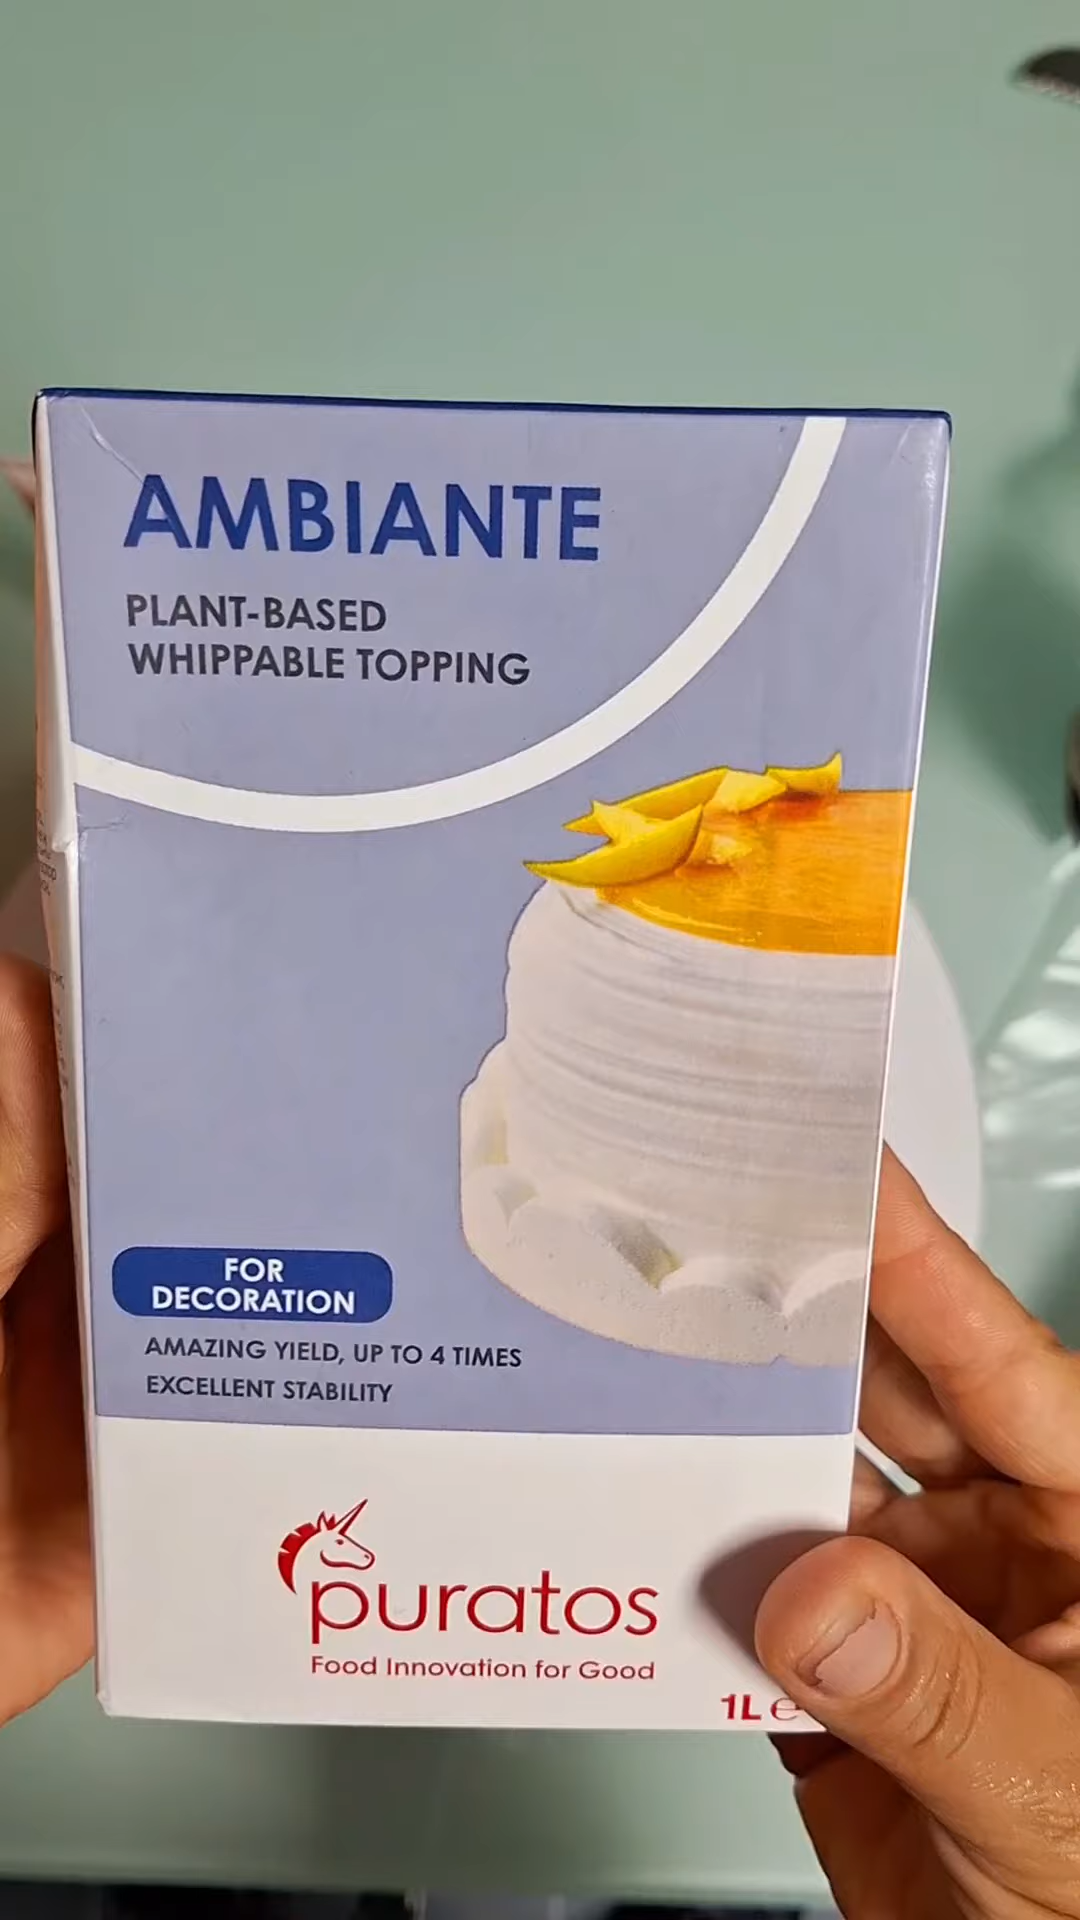 AMBIANTE
PLANT-BASED
WHIPPABLE TOPPING
FOR
DECORATION
AMAZING YIELD, UP TO 4 TIMES
EXCELLENT STABILITY
puratos
Food Innovation for Good
1L e